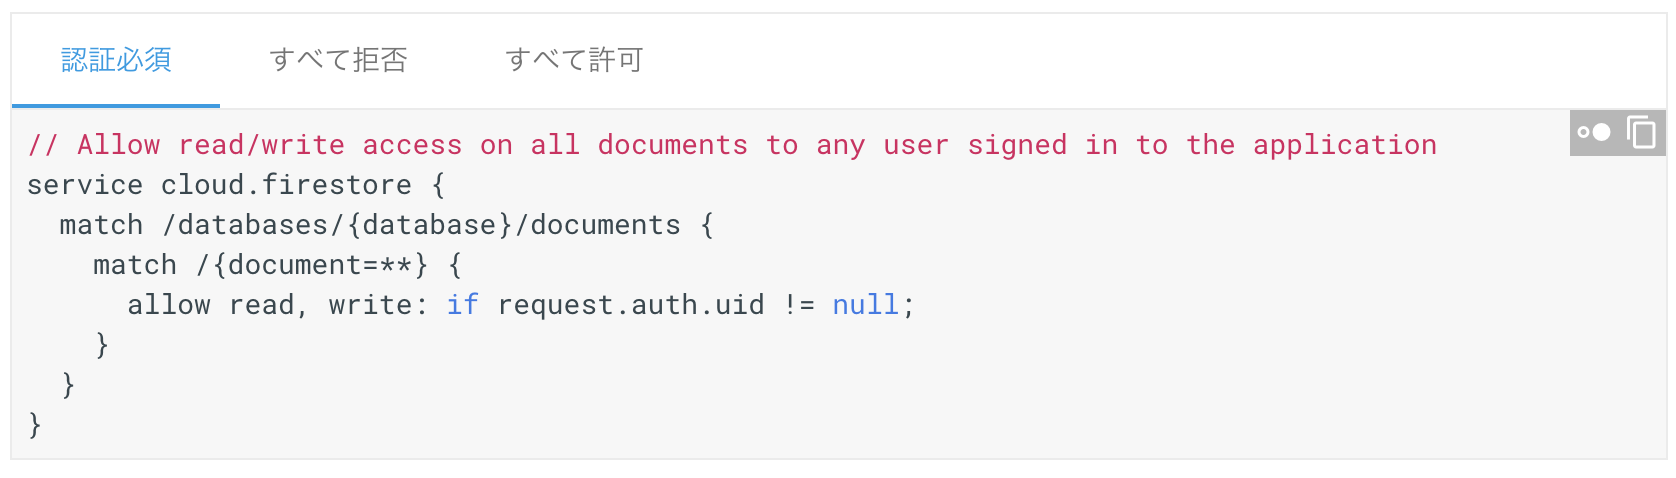 認証必須 すべて拒否 すべて許可
// Allow read/write access on all documents to any user signed in to the application
service cloud.firestore {
  match /databases/{database}/documents {
    match /{document=**} {
      allow read, write: if request.auth.uid != null;
    }
  }
}